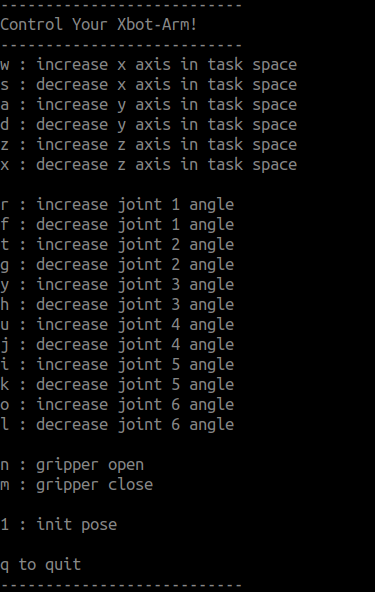 ---------------------------
Control Your Xbot-Arm!
---------------------------
w : increase x axis in task space
s : decrease x axis in task space
a : increase y axis in task space
d : decrease y axis in task space
z : increase z axis in task space
x : decrease z axis in task space

r : increase joint 1 angle
f : decrease joint 1 angle
t : increase joint 2 angle
g : decrease joint 2 angle
y : increase joint 3 angle
h : decrease joint 3 angle
u : increase joint 4 angle
j : decrease joint 4 angle
i : increase joint 5 angle
k : decrease joint 5 angle
o : increase joint 6 angle
l : decrease joint 6 angle

n : gripper open
m : gripper close

1 : init pose

q to quit
---------------------------